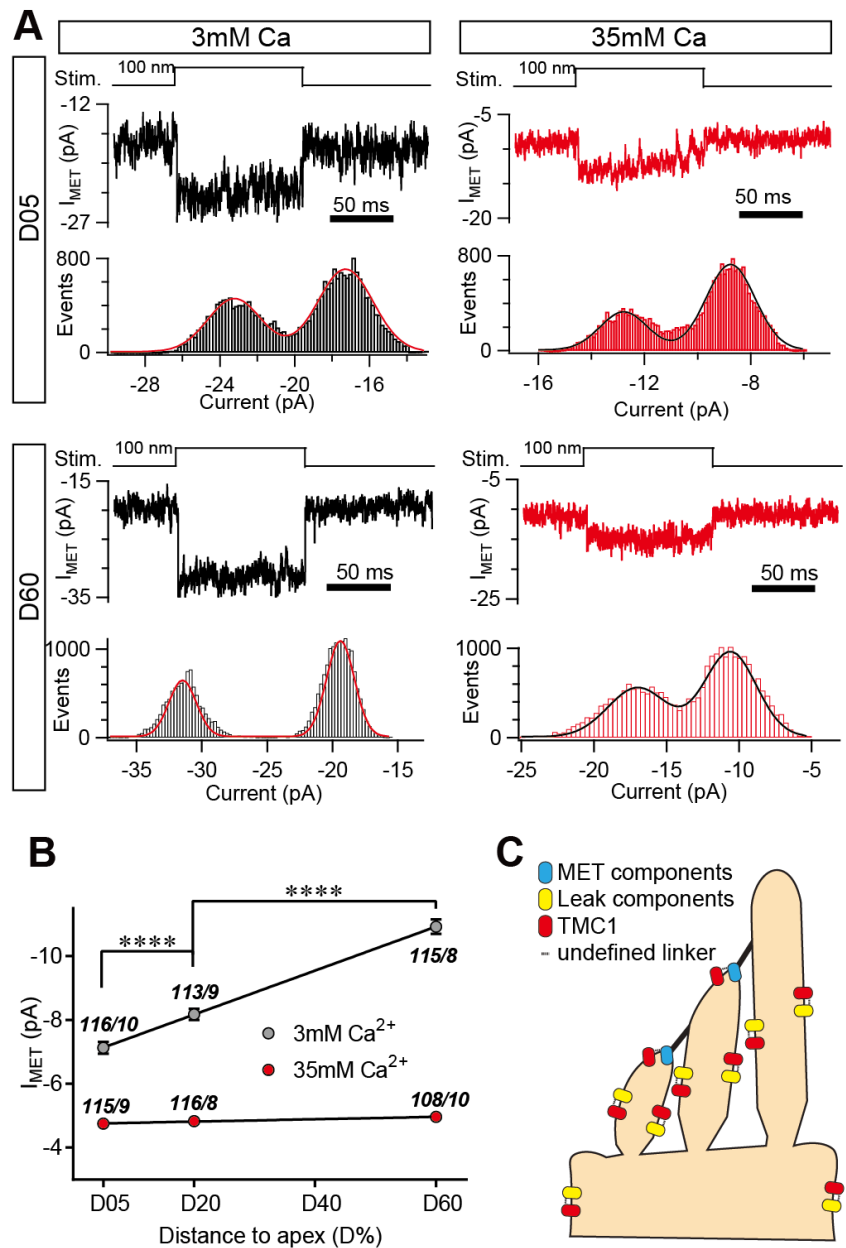 A
3mM Ca
35mM Ca
D05
Stim.
100 nm
Stim.
100 nm
-12
-27
I_MET (pA)
50 ms
-5
-20
I_MET (pA)
50 ms
800
0
Events
-28 -24 -20 -16
Current (pA)
800
0
Events
-16 -12 -8
Current (pA)
D60
Stim.
100 nm
Stim.
100 nm
-15
-35
I_MET (pA)
50 ms
-5
-25
I_MET (pA)
50 ms
1000
0
Events
-35 -30 -25 -20 -15
Current (pA)
1000
0
Events
-25 -20 -15 -10 -5
Current (pA)
B
****
****
-10
-8
-6
-4
I_MET (pA)
116/10
113/9
115/8
3mM Ca²⁺
35mM Ca²⁺
115/9
116/8
108/10
D05 D20 D40 D60
Distance to apex (D%)
C
MET components
Leak components
TMC1
undefined linker